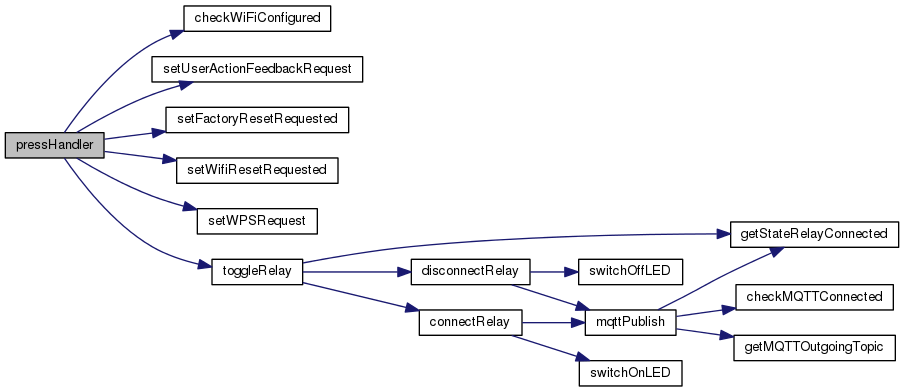 checkWiFiConfigured
setUserActionFeedbackRequest
setFactoryResetRequested
pressHandler
setWifiResetRequested
setWPSRequest
getStateRelayConnected
toggleRelay
disconnectRelay
switchOffLED
checkMQTTConnected
connectRelay
mqttPublish
getMQTTOutgoingTopic
switchOnLED